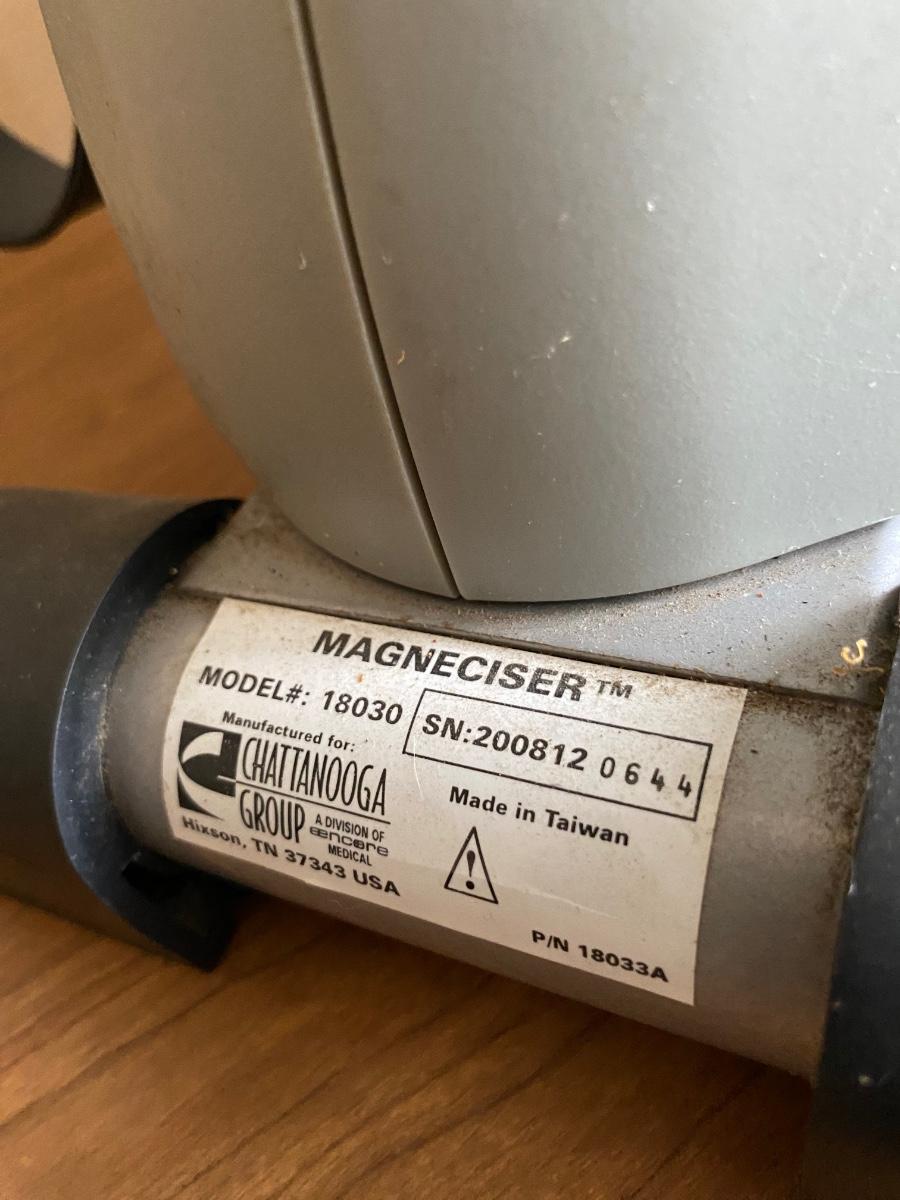 MAGNECISER™
MODEL#: 18030
SN:200812 0644
Manufactured for:
CHATTANOOGA
GROUP
A DIVISION OF
encore
MEDICAL
Hixson, TN 37343 USA
Made in Taiwan
!
P/N 18033A